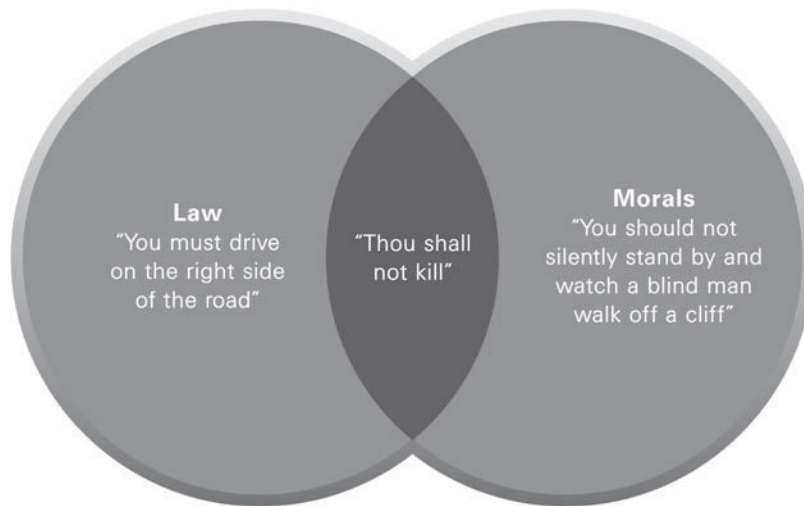 Law
"You must drive
on the right side
of the road"
"Thou shall
not kill"
Morals
"You should not
silently stand by and
watch a blind man
walk off a cliff"